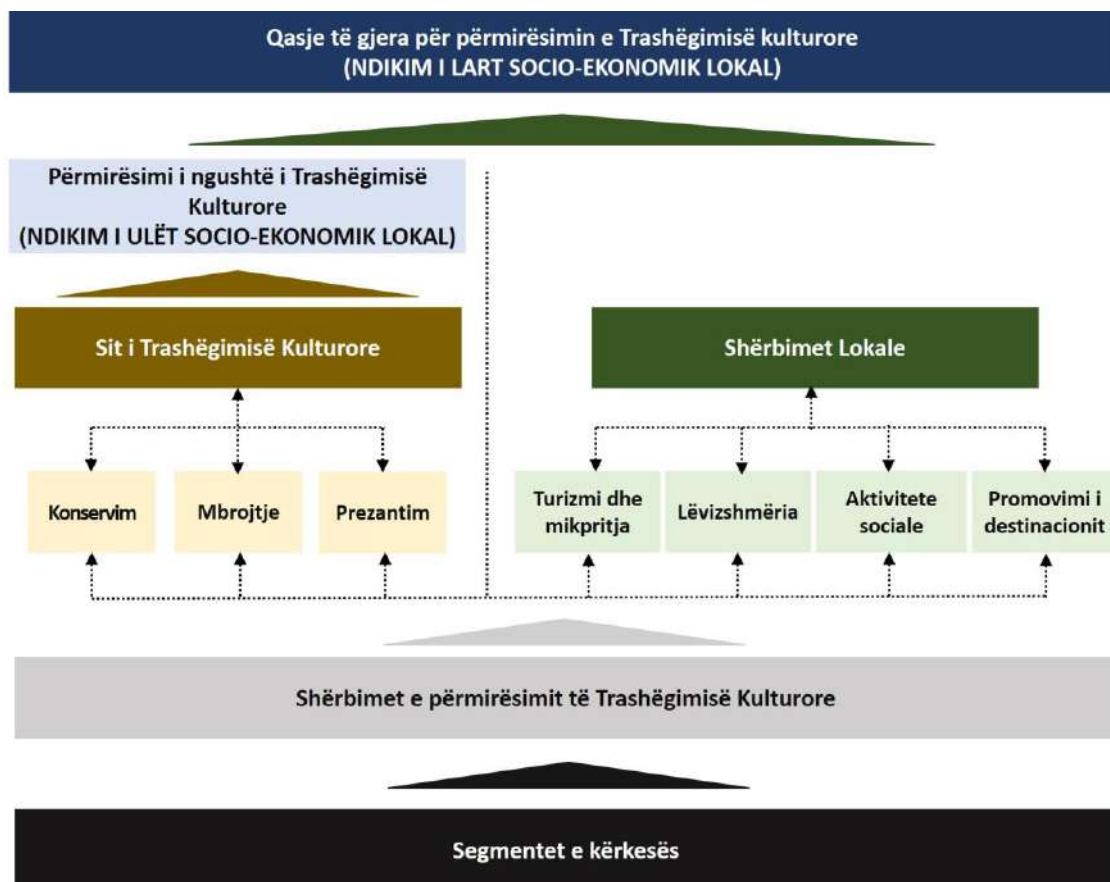 Qasje të gjera për përmirësimin e Trashëgimisë kulturore
(NDIKIM I LART SOCIO-EKONOMIK LOKAL)
Përmirësimi i ngushtë i Trashëgimisë
Kulturore
(NDIKIM I ULËT SOCIO-EKONOMIK LOKAL)
Sit i Trashëgimisë Kulturore
Shërbimet Lokale
Konservim
Mbrojtje
Prezantim
Turizmi dhe
mikpritja
Lëvizshmëria
Aktivitete
sociale
Promovimi i
destinacionit
Shërbimet e përmirësimit të Trashëgimisë Kulturore
Segmentet e kërkesës